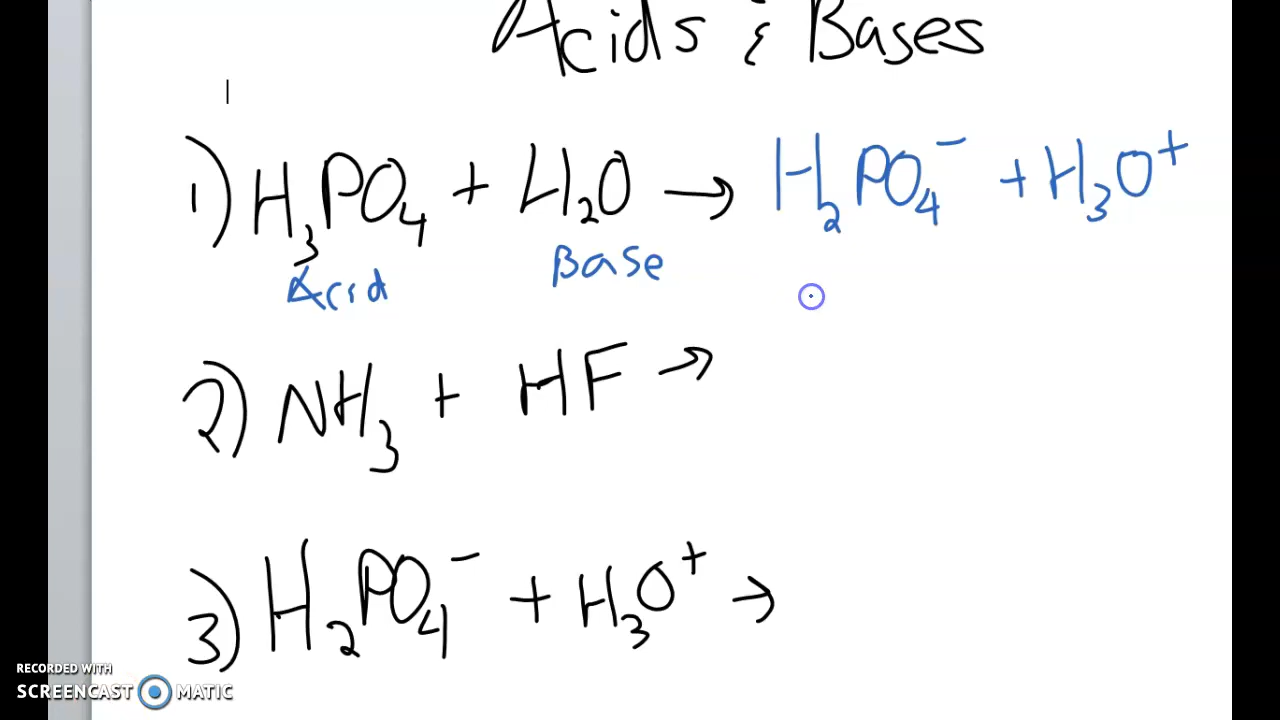 Acids & Bases
1) H₃PO₄ + H₂O → H₂PO₄⁻ + H₃O⁺
Acid Base
2) NH₃ + HF →
3) H₂PO₄⁻ + H₃O⁺ →
RECORDED WITH
SCREENCAST MATIC